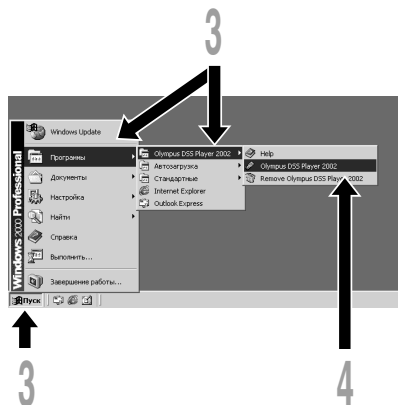 3
Windows 2000 Professional
Windows Update
Программы
Документы
Настройка
Найти
Справка
Выполнить...
Завершение работы...
Olympus DSS Player 2002
Автозагрузка
Стандартные
Internet Explorer
Outlook Express
Help
Olympus DSS Player 2002
Remove Olympus DSS Player 2002
Пуск
3
4